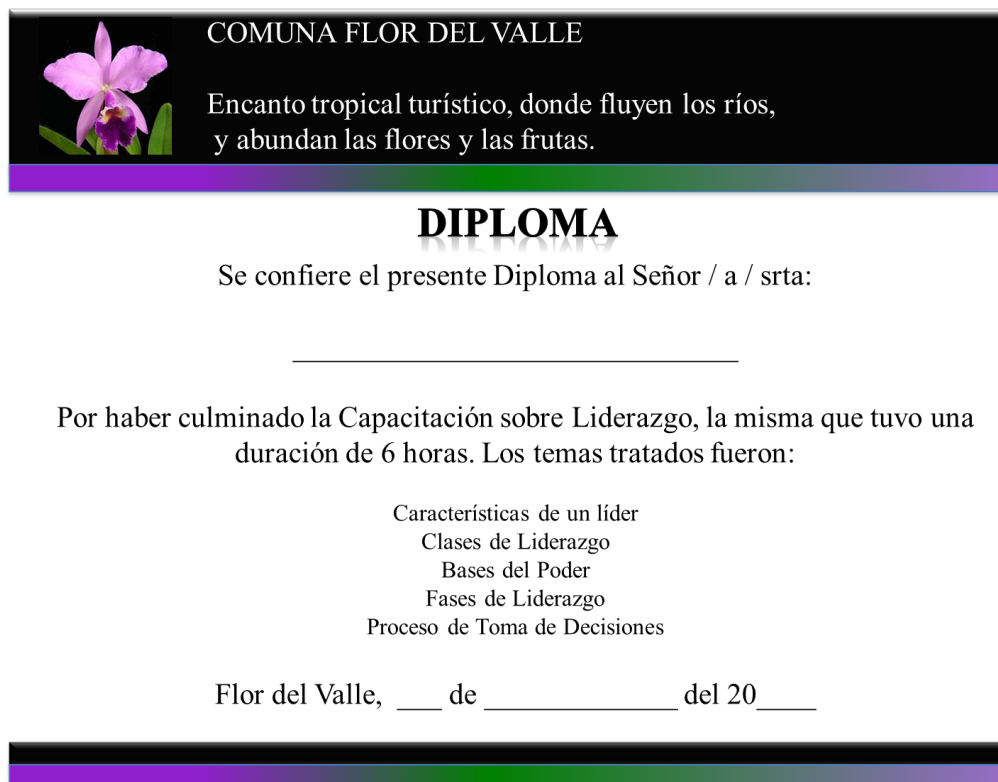 COMUNA FLOR DEL VALLE
Encanto tropical turístico, donde fluyen los ríos,
y abundan las flores y las frutas.
DIPLOMA
Se confiere el presente Diploma al Señor / a / srta:
______________________________
Por haber culminado la Capacitación sobre Liderazgo, la misma que tuvo una
duración de 6 horas. Los temas tratados fueron:
Características de un líder
Clases de Liderazgo
Bases del Poder
Fases de Liderazgo
Proceso de Toma de Decisiones
Flor del Valle, ___ de _____________ del 20____